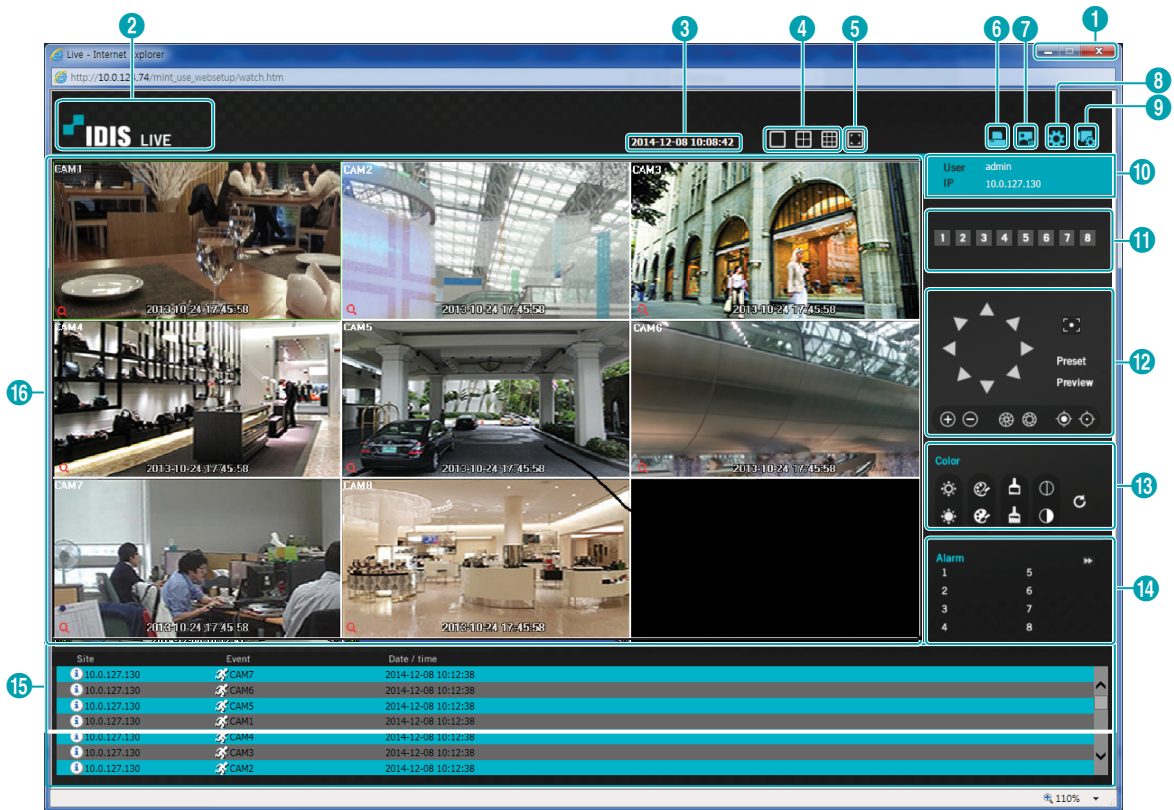 2
3
4
5
6
7
1
Live - Internet Explorer
http://10.0.12 .74/mint_use_websetup/watch.htm
8
9
IDIS LIVE
2014-12-08 10:08:42
User admin
IP 10.0.127.130
10
CAM1
CAM2
CAM3
1 2 3 4 5 6 7 8
11
2013-10-24 17:45:58
2013-10-24 17:45:58
2013-10-24 17:45:58
CAM4
CAM5
CAM6
Preset
Preview
12
16
2013-10-24 17:45:58
2013-10-24 17:45:58
2013-10-24 17:45:58
Color
13
CAM7
CAM8
2013-10-24 17:45:58
2013-10-24 17:45:58
Alarm
1 5
2 6
3 7
4 8
14
Site Event Date / time
10.0.127.130 CAM7 2014-12-08 10:12:38
10.0.127.130 CAM6 2014-12-08 10:12:38
10.0.127.130 CAM5 2014-12-08 10:12:38
10.0.127.130 CAM1 2014-12-08 10:12:38
10.0.127.130 CAM4 2014-12-08 10:12:38
10.0.127.130 CAM3 2014-12-08 10:12:38
10.0.127.130 CAM2 2014-12-08 10:12:38
15
110%